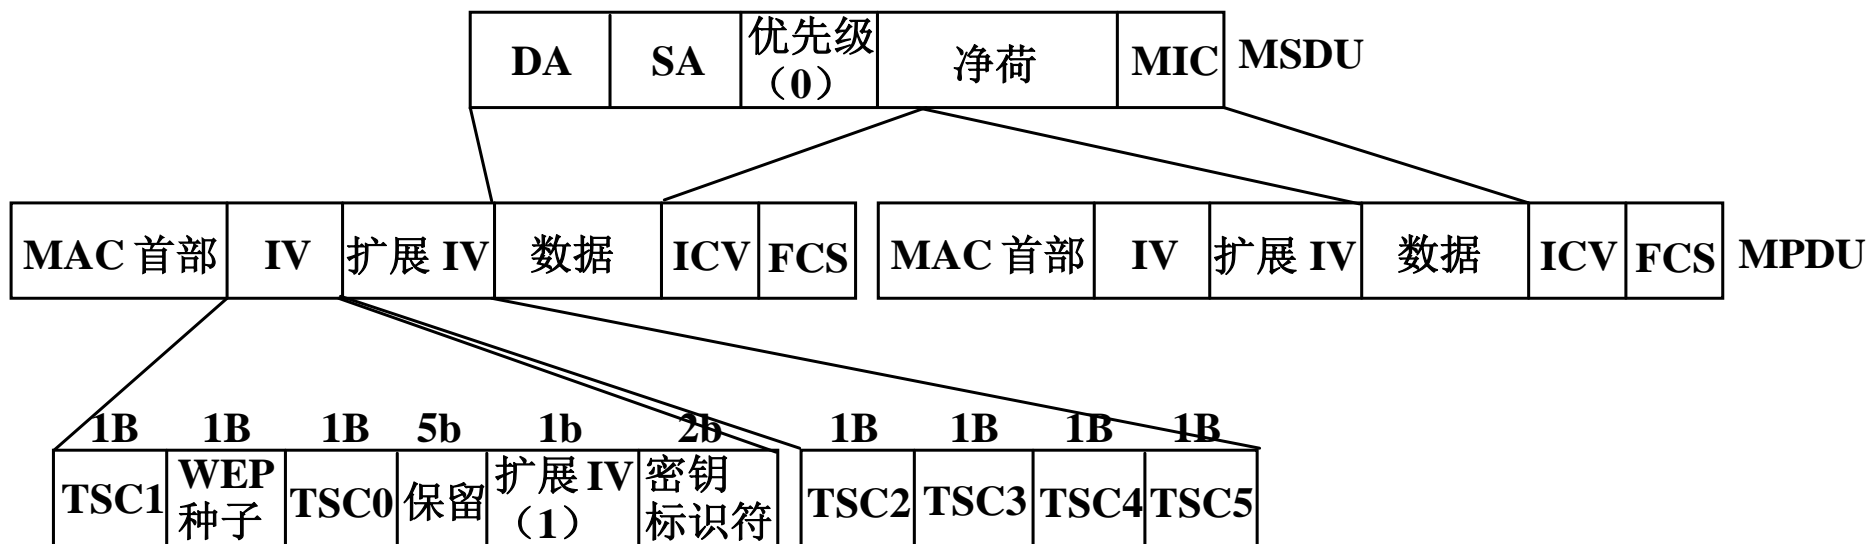 DA SA 优先级（0） 净荷 MIC MSDU
MAC 首部 IV 扩展 IV 数据 ICV FCS MAC 首部 IV 扩展 IV 数据 ICV FCS MPDU
1B 1B 1B 5b 1b 2b 1B 1B 1B 1B
TSC1 WEP种子 TSC0 保留 扩展 IV（1） 密钥标识符 TSC2 TSC3 TSC4 TSC5